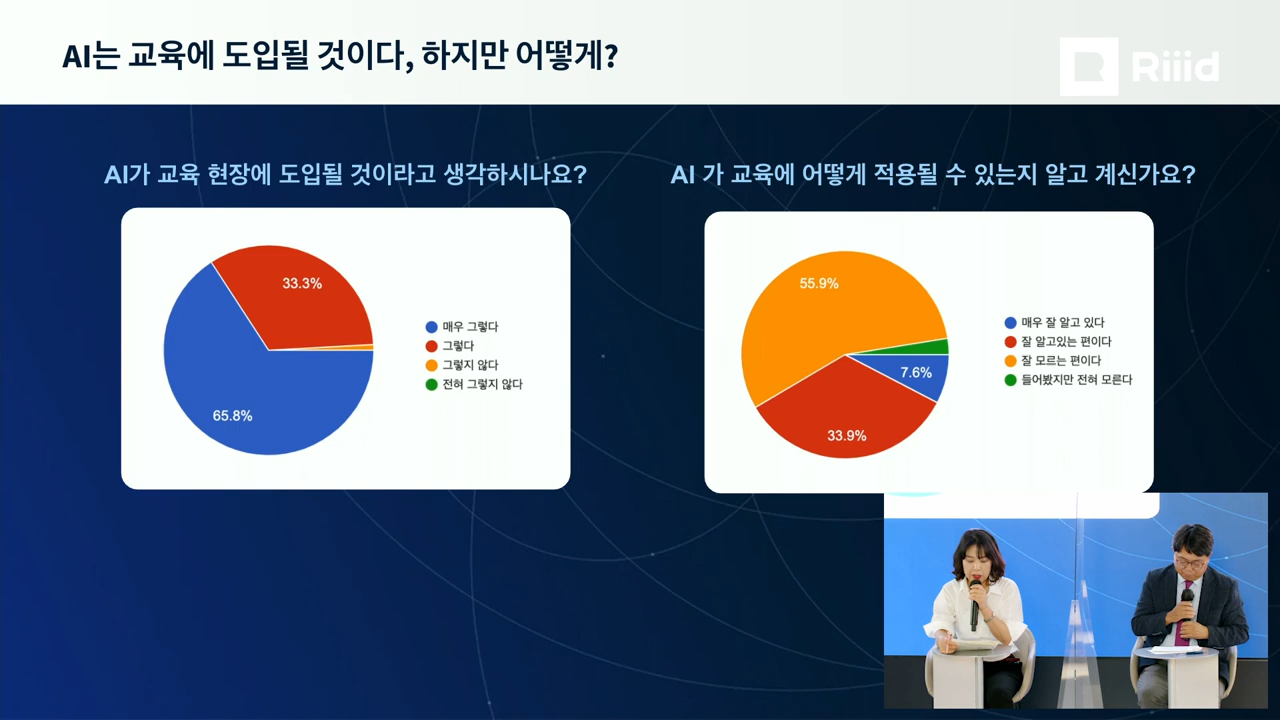 AI는 교육에 도입될 것이다, 하지만 어떻게?
Riiid
AI가 교육 현장에 도입될 것이라고 생각하시나요?
33.3%
65.8%
매우 그렇다
그렇다
그렇지 않다
전혀 그렇지 않다
AI 가 교육에 어떻게 적용될 수 있는지 알고 계신가요?
55.9%
7.6%
33.9%
매우 잘 알고 있다
잘 알고있는 편이다
잘 모르는 편이다
들어봤지만 전혀 모른다